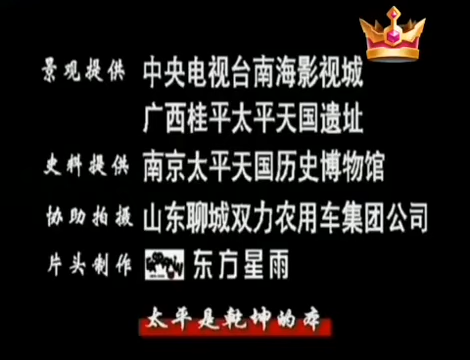 景观提供 中央电视台南海影视城
广西桂平太平天国遗址
史料提供 南京太平天国历史博物馆
协助拍摄 山东聊城双力农用车集团公司
片头制作 东方星雨
太平是乾坤的本